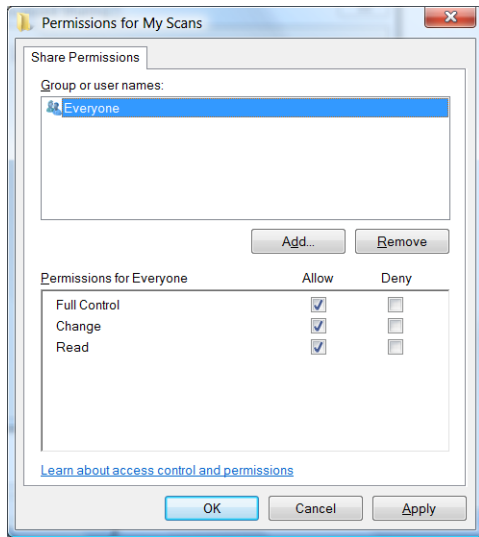 Permissions for My Scans
Share Permissions
Group or user names:
Everyone
Add... Remove
Permissions for Everyone Allow Deny
Full Control
Change
Read
Learn about access control and permissions
OK Cancel Apply